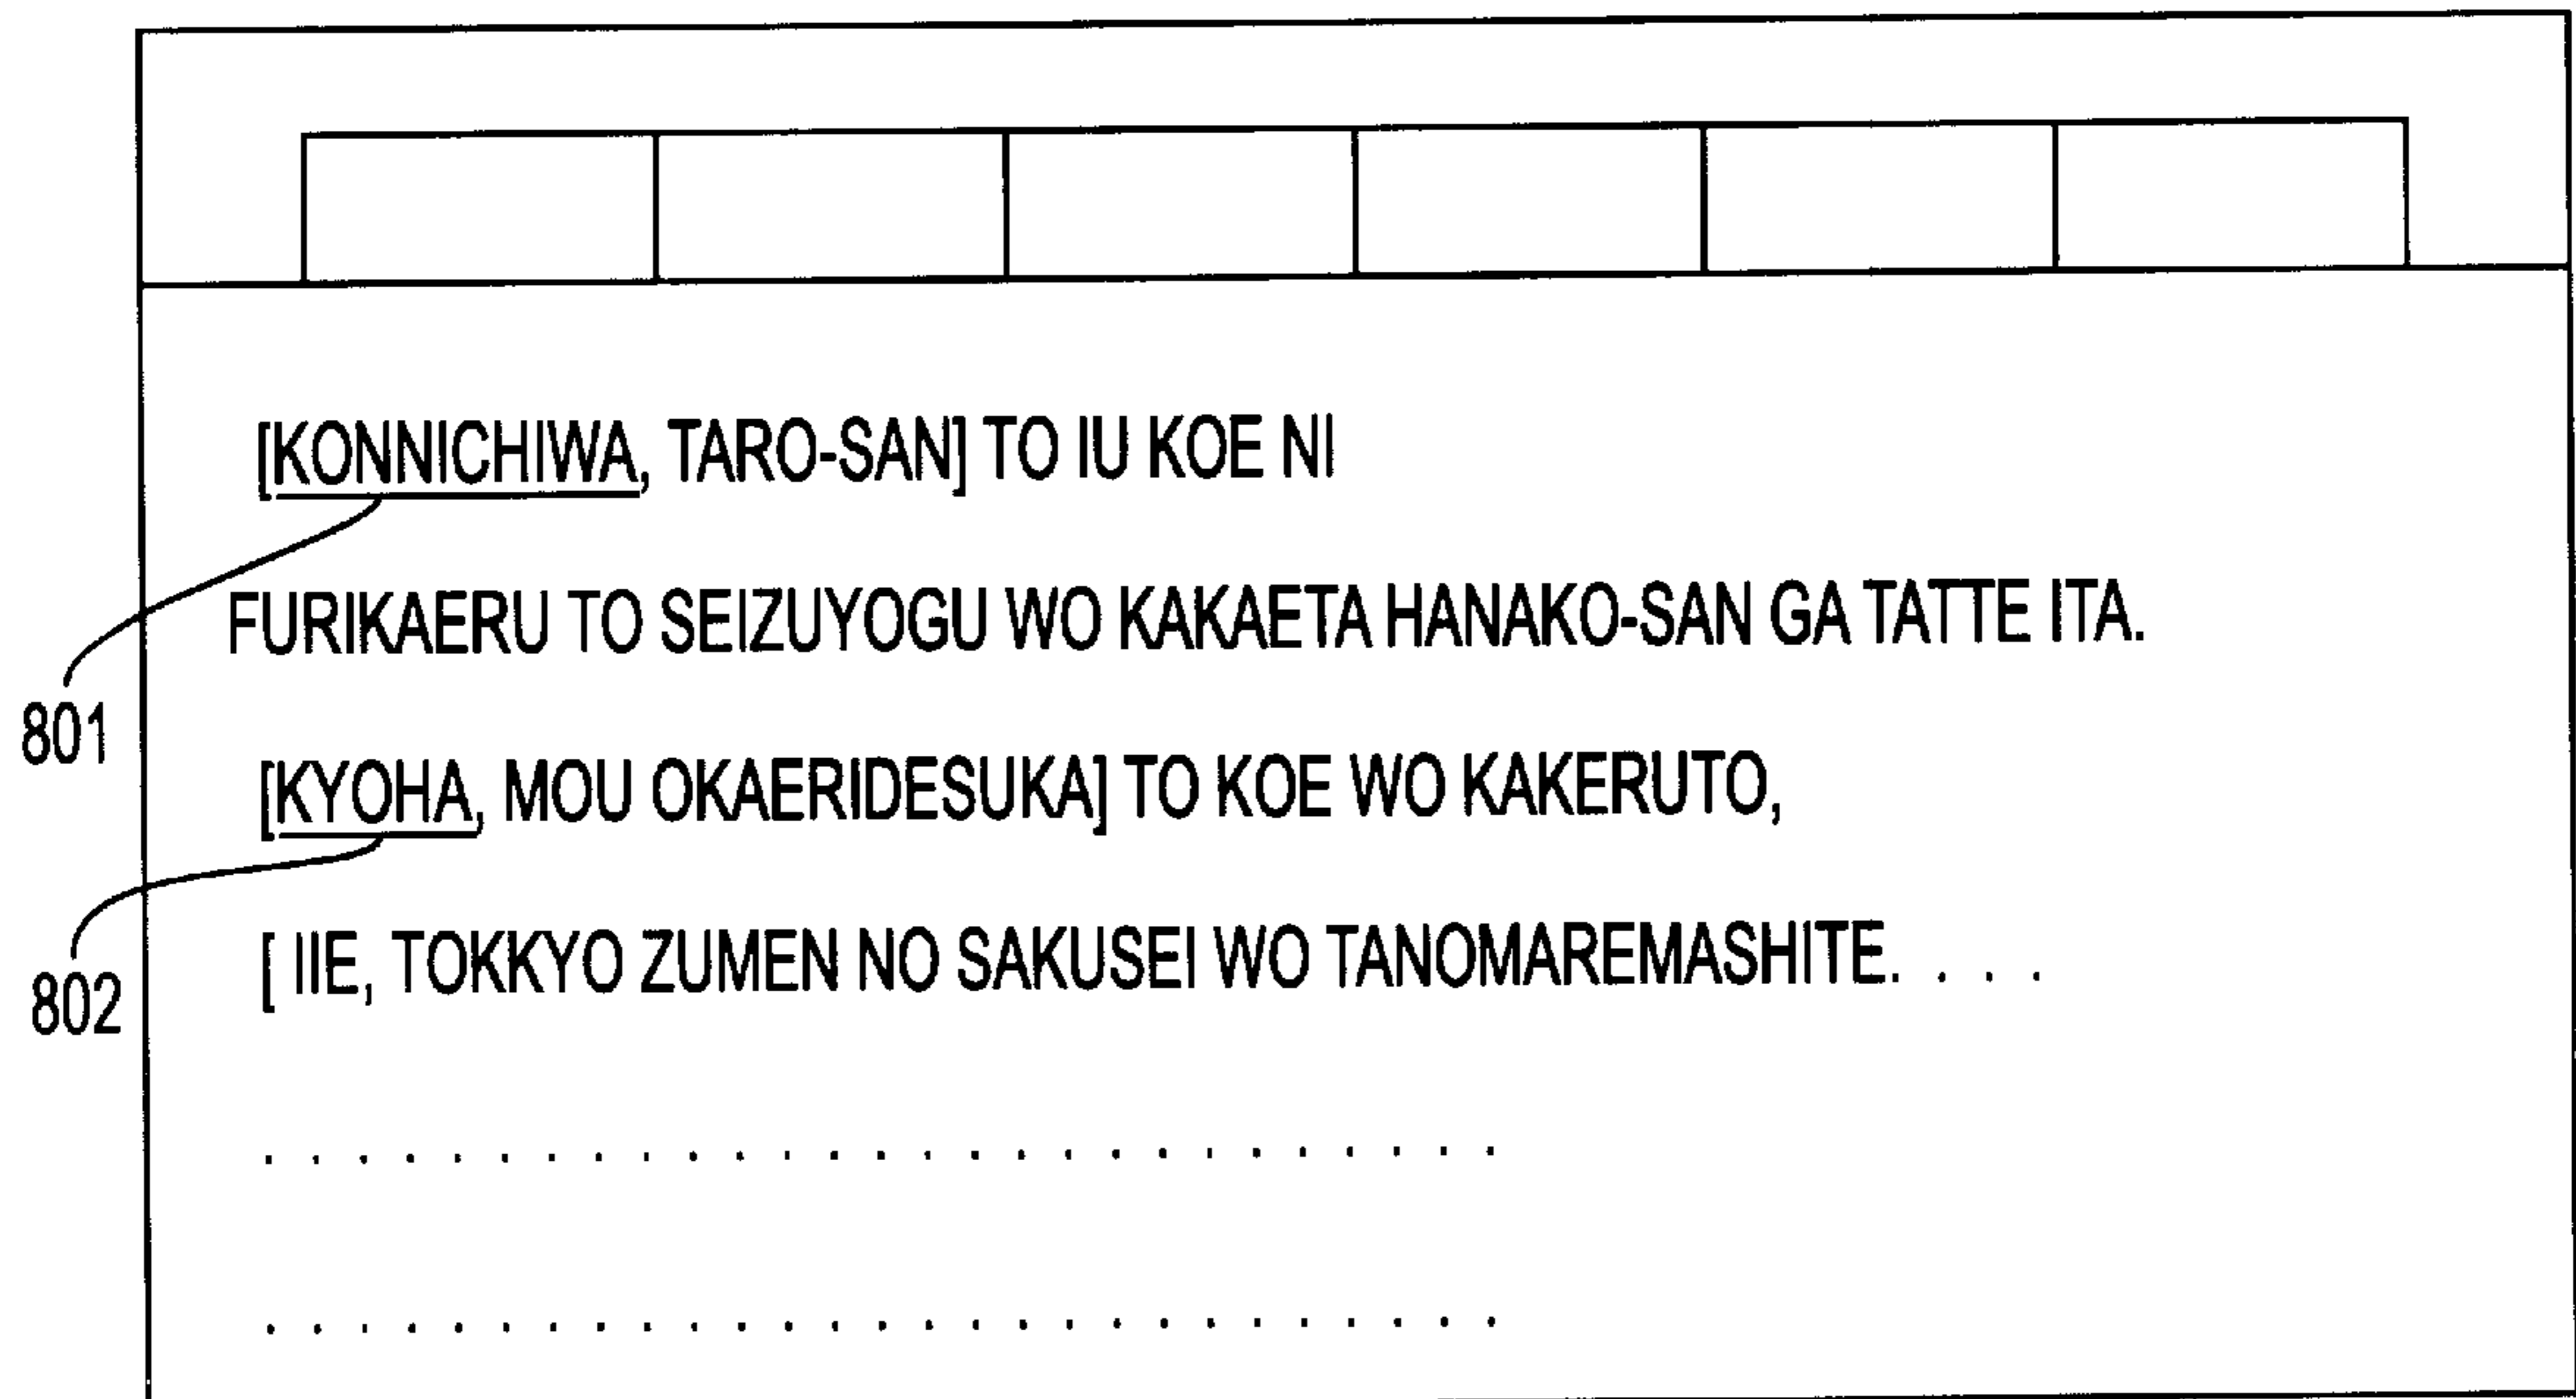 [KONNICHIWA, TARO-SAN] TO IU KOE NI
FURIKAERU TO SEIZUYOGU WO KAKAETA HANAKO-SAN GA TATTE ITA.
801
[KYOHA, MOU OKAERIDESUKA] TO KOE WO KAKERUTO,
[ IIE, TOKKYO ZUMEN NO SAKUSEI WO TANOMAREMASHITE. . . .
802
. . . . . . . . . . . . . . . . . . . . . . . . . . .
. . . . . . . . . . . . . . . . . . . . . . . . . . .